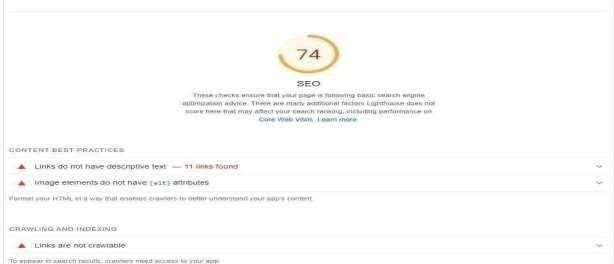 74
SEO
These checks ensure that your page is following basic search engine
optimization advice. There are many additional factors Lighthouse does not
score here that may affect your search ranking, including performance on
Core Web Vitals. Learn more.
CONTENT BEST PRACTICES
Links do not have descriptive text — 11 links found
Image elements do not have [alt] attributes
Format your HTML in a way that enables crawlers to better understand your app's content.
CRAWLING AND INDEXING
Links are not crawlable
To appear in search results, crawlers need access to your app.